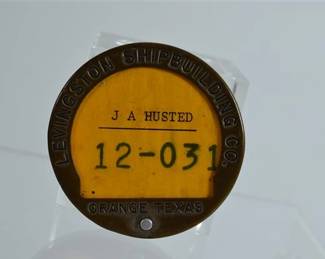 LEVINGSTON SHIPBUILDING CO.
J A HUSTED
12-031
ORANGE TEXAS